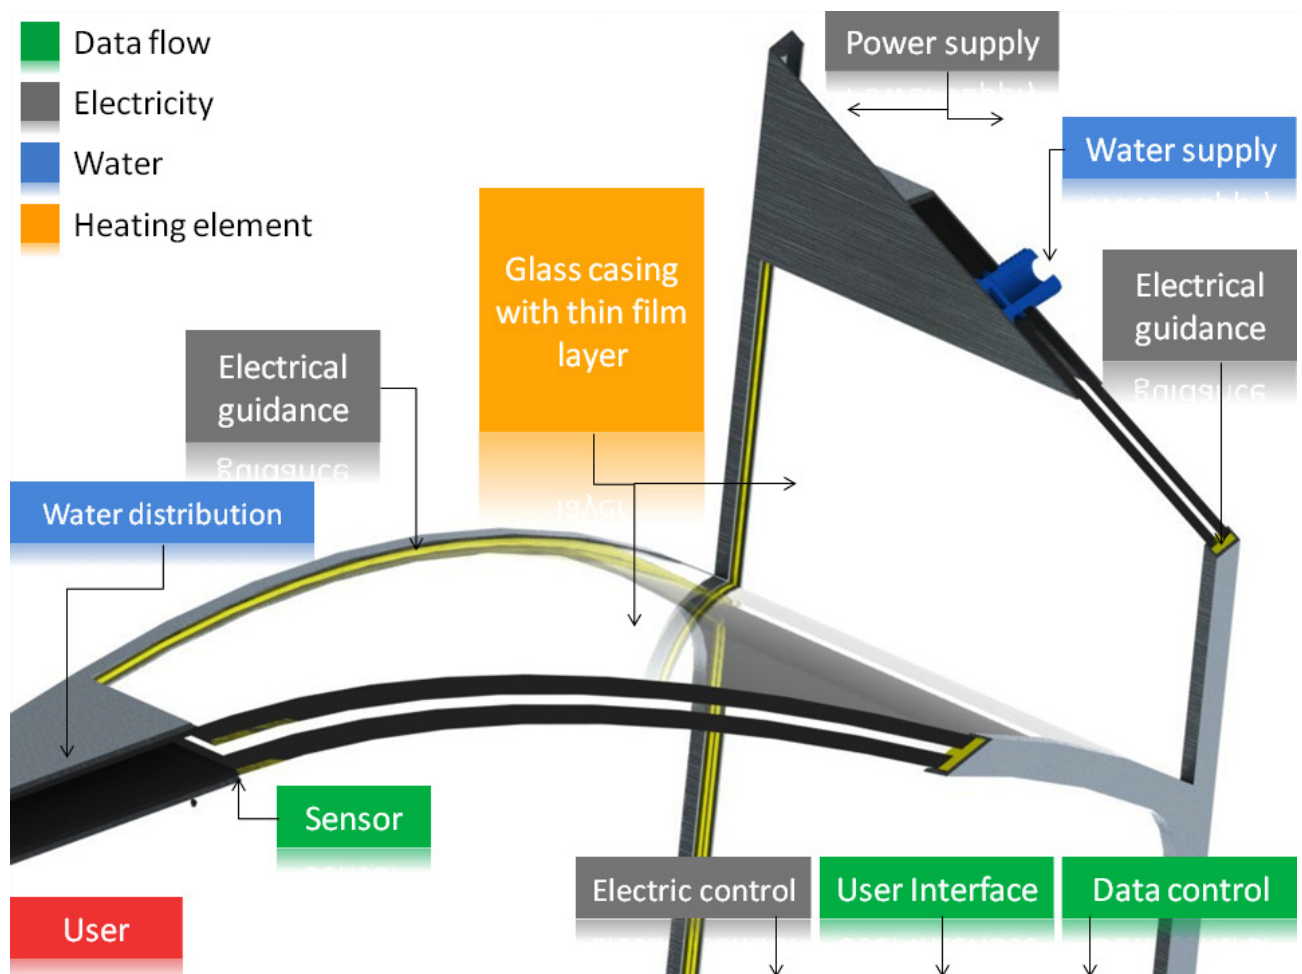 Data flow
Electricity
Water
Heating element
Power supply
Water supply
Glass casing
with thin film
layer
Electrical
guidance
Electrical
guidance
Water distribution
Sensor
User
Electric control
User Interface
Data control